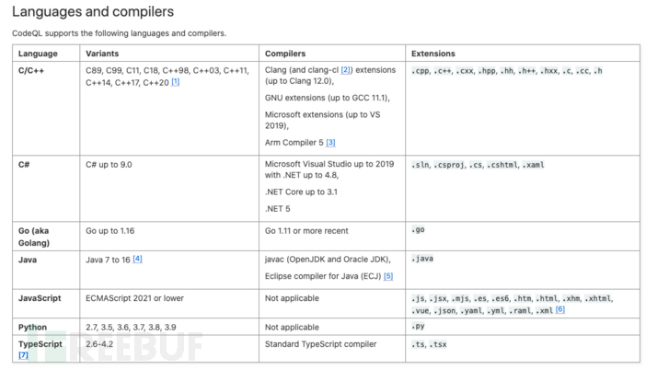 Languages and compilers
CodeQL supports the following languages and compilers.
Language Variants Compilers Extensions
C/C++ C89, C99, C11, C18, C++98, C++03, C++11, Clang (and clang-cl [2]) extensions .cpp, .c++, .cxx, .hpp, .hh, .h++, .hxx, .c, .cc, .h
C++14, C++17, C++20 [1] (up to Clang 12.0),
GNU extensions (up to GCC 11.1),
Microsoft extensions (up to VS
2019),
Arm Compiler 5 [3]
C# C# up to 9.0 Microsoft Visual Studio up to 2019 .sln, .csproj, .cs, .cshtml, .xaml
with .NET up to 4.8,
.NET Core up to 3.1
.NET 5
Go (aka Go up to 1.16 Go 1.11 or more recent .go
Golang)
Java Java 7 to 16 [4] javac (OpenJDK and Oracle JDK), .java
Eclipse compiler for Java (ECJ) [5]
JavaScript ECMAScript 2021 or lower Not applicable .js, .jsx, .mjs, .es, .es6, .htm, .html, .xhm, .xhtml,
.vue, .json, .yaml, .yml, .raml, .xml [6]
Python 2.7, 3.5, 3.6, 3.7, 3.8, 3.9 Not applicable .py
TypeScript 2.6-4.2 Standard TypeScript compiler .ts, .tsx
[7]
REEBUF